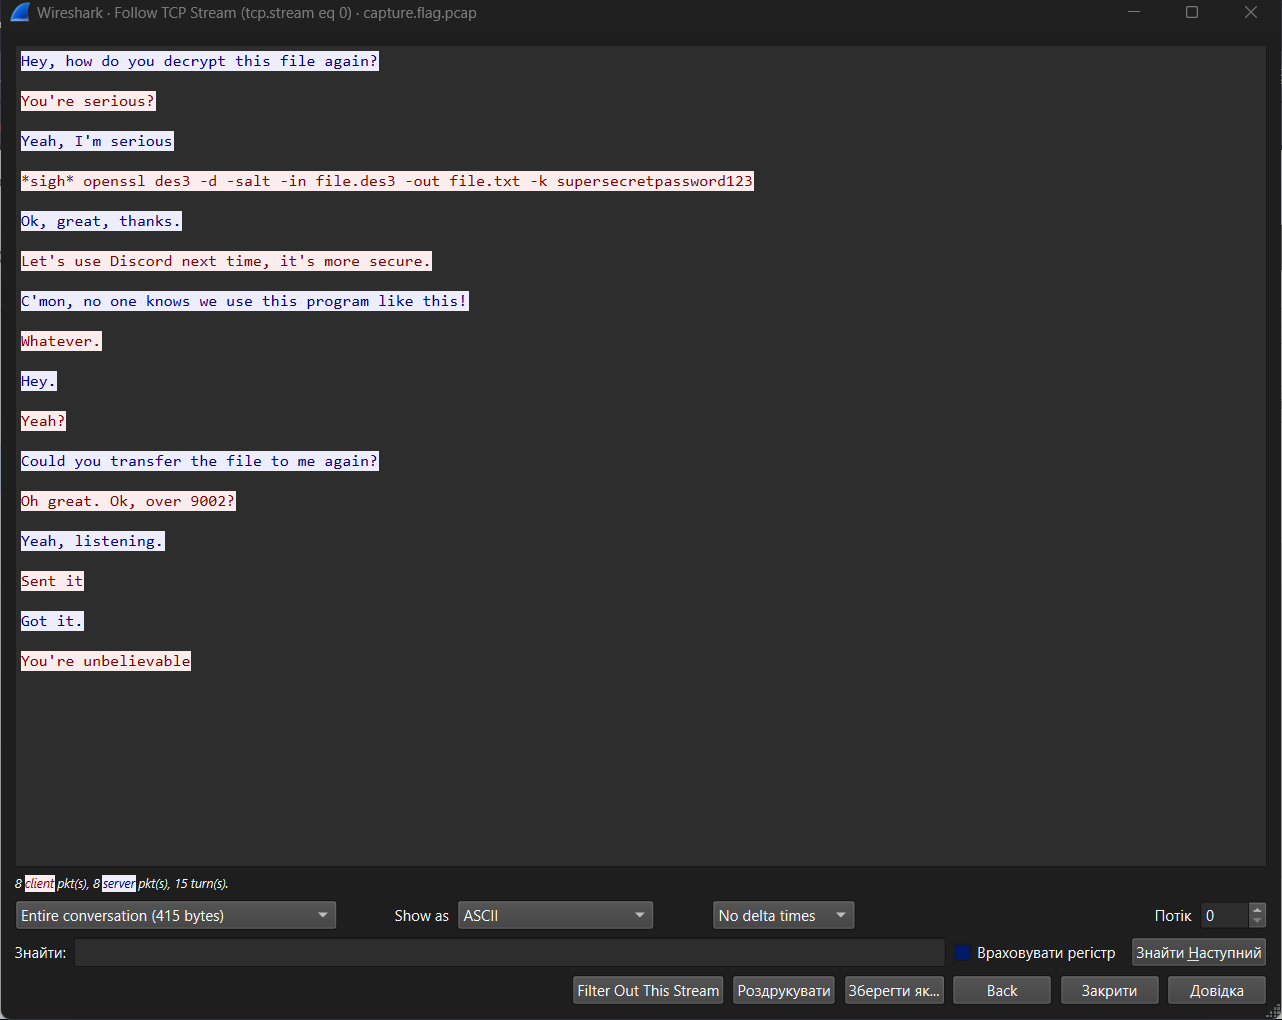 Wireshark · Follow TCP Stream (tcp.stream eq 0) · capture.flag.pcap
Hey, how do you decrypt this file again?
You're serious?
Yeah, I'm serious
*sigh* openssl des3 -d -salt -in file.des3 -out file.txt -k supersecretpassword123
Ok, great, thanks.
Let's use Discord next time, it's more secure.
C'mon, no one knows we use this program like this!
Whatever.
Hey.
Yeah?
Could you transfer the file to me again?
Oh great. Ok, over 9002?
Yeah, listening.
Sent it
Got it.
You're unbelievable
8 client pkt(s), 8 server pkt(s), 15 turn(s).
Entire conversation (415 bytes) Show as ASCII No delta times Потік 0
Знайти: Враховувати регістр Знайти Наступний
Filter Out This Stream Роздрукувати Зберегти як... Back Закрити Довідка